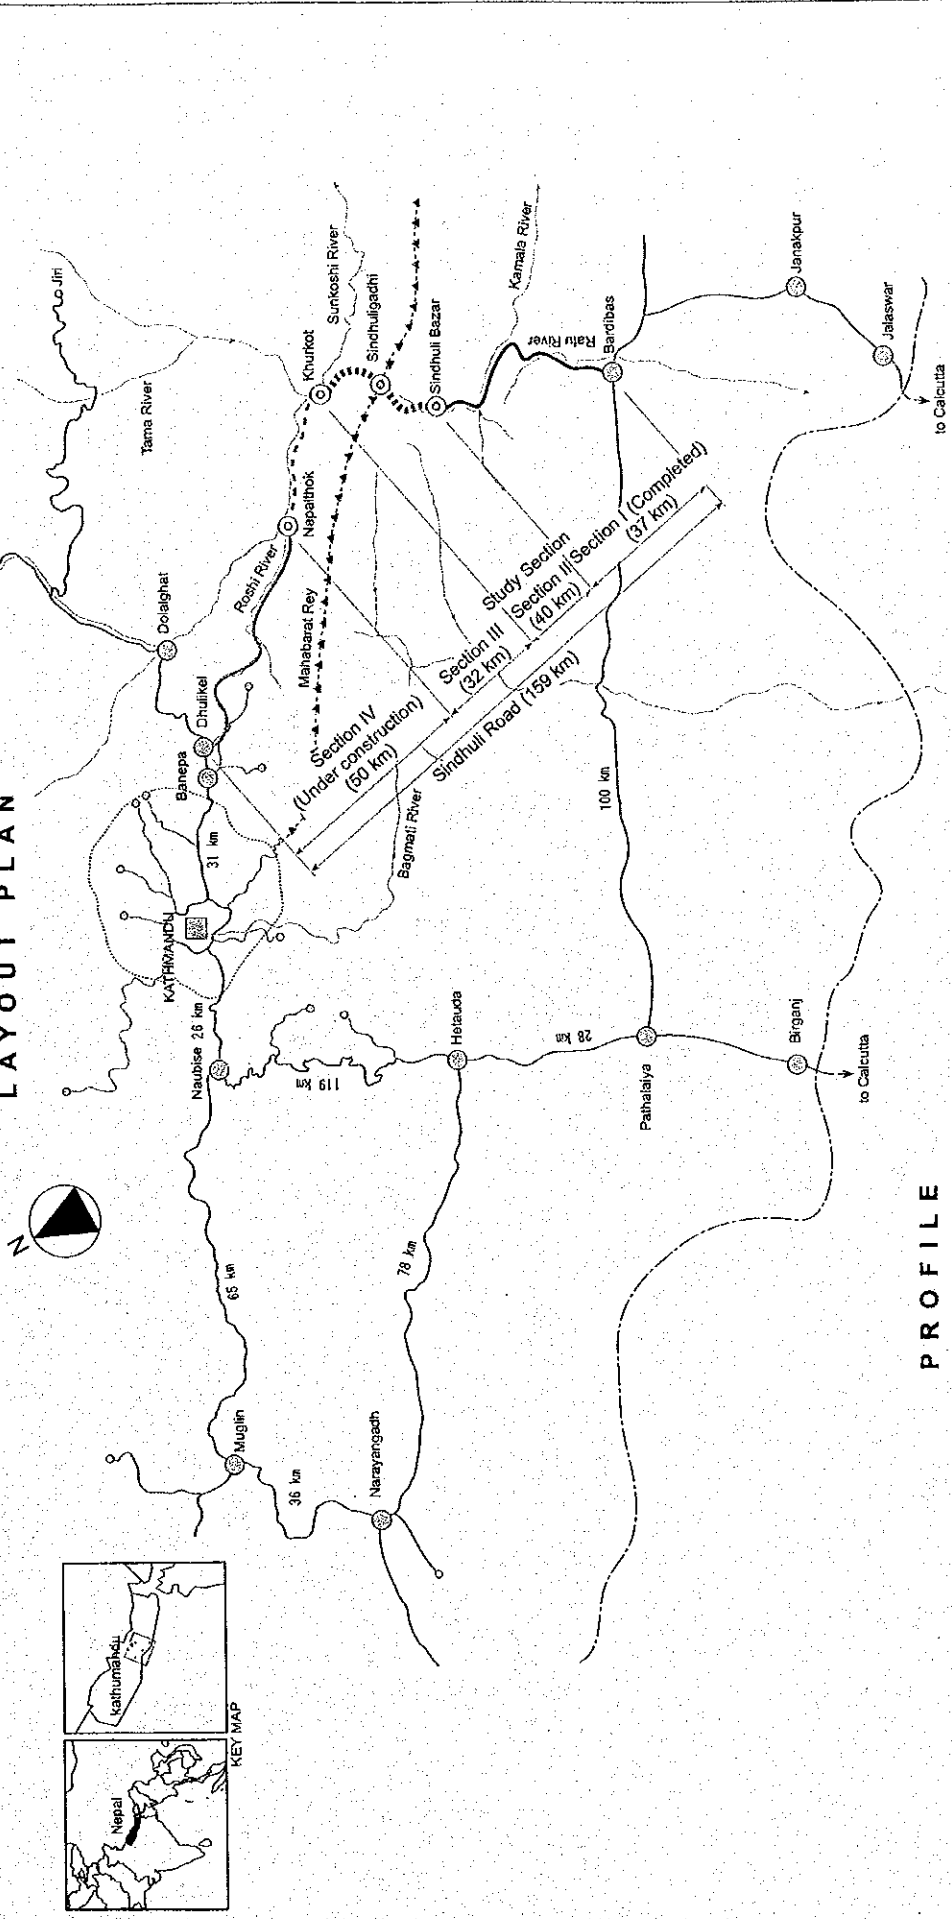 LAYOUT PLAN
N
Jiri
Tama River
Dolalghat
Dhulikel
Banepa
31 km
KATHMANDU
Naubise
26 km
65 km
Muglin
36 km
Narayangadh
78 km
119 km
Hetauda
28 km
Pathalaiya
Birganj
to Calcutta
100 km
Bagmati River
Roshi River
Napalthok
Khurkot
Sunkoshi River
Sindhuligadhi
Mahabarat Rey
Sindhuli Bazar
Kamala River
Ratu River
Bardibas
Janakpur
Jalaswar
to Calcutta
Section IV
(Under construction)
(50 km)
Section III
(32 km)
Study Section
Section II
(40 km)
Section I (Completed)
(37 km)
Sindhuli Road (159 km)
Nepal
kathumandu
KEY MAP
PROFILE